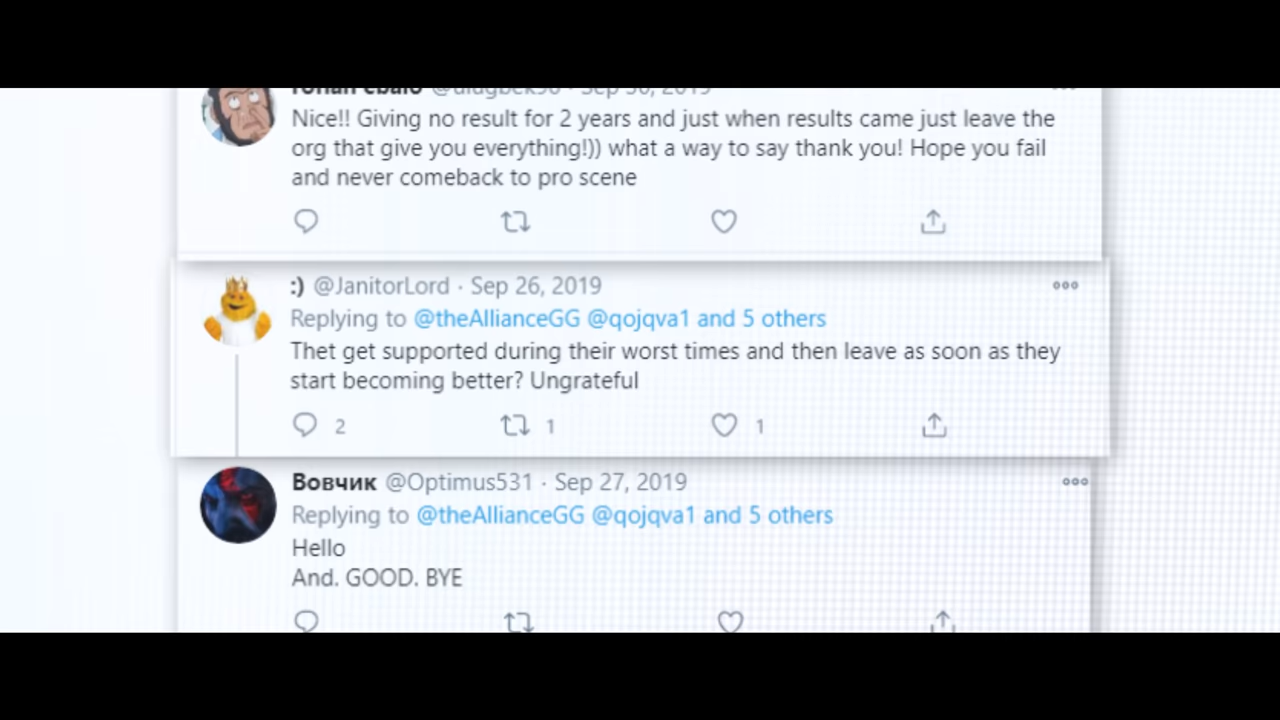 Nice!! Giving no result for 2 years and just when results came just leave the
org that give you everything!)) what a way to say thank you! Hope you fail
and never comeback to pro scene
:) @JanitorLord · Sep 26, 2019
Replying to @theAllianceGG @qojqva1 and 5 others
Thet get supported during their worst times and then leave as soon as they
start becoming better? Ungrateful
2 1 1
Вовчик @Optimus531 · Sep 27, 2019
Replying to @theAllianceGG @qojqva1 and 5 others
Hello
And. GOOD. BYE